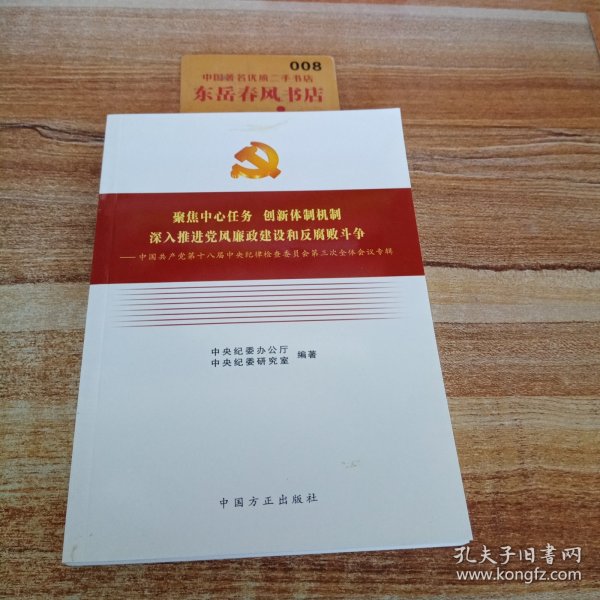 008
中国著名优质二手书店
东岳春风书店
聚焦中心任务 创新体制机制
深入推进党风廉政建设和反腐败斗争
——中国共产党第十八届中央纪律检查委员会第三次全体会议专辑
中央纪委办公厅
中央纪委研究室
编著
中国方正出版社
孔夫子旧书网
www.kongfz.com